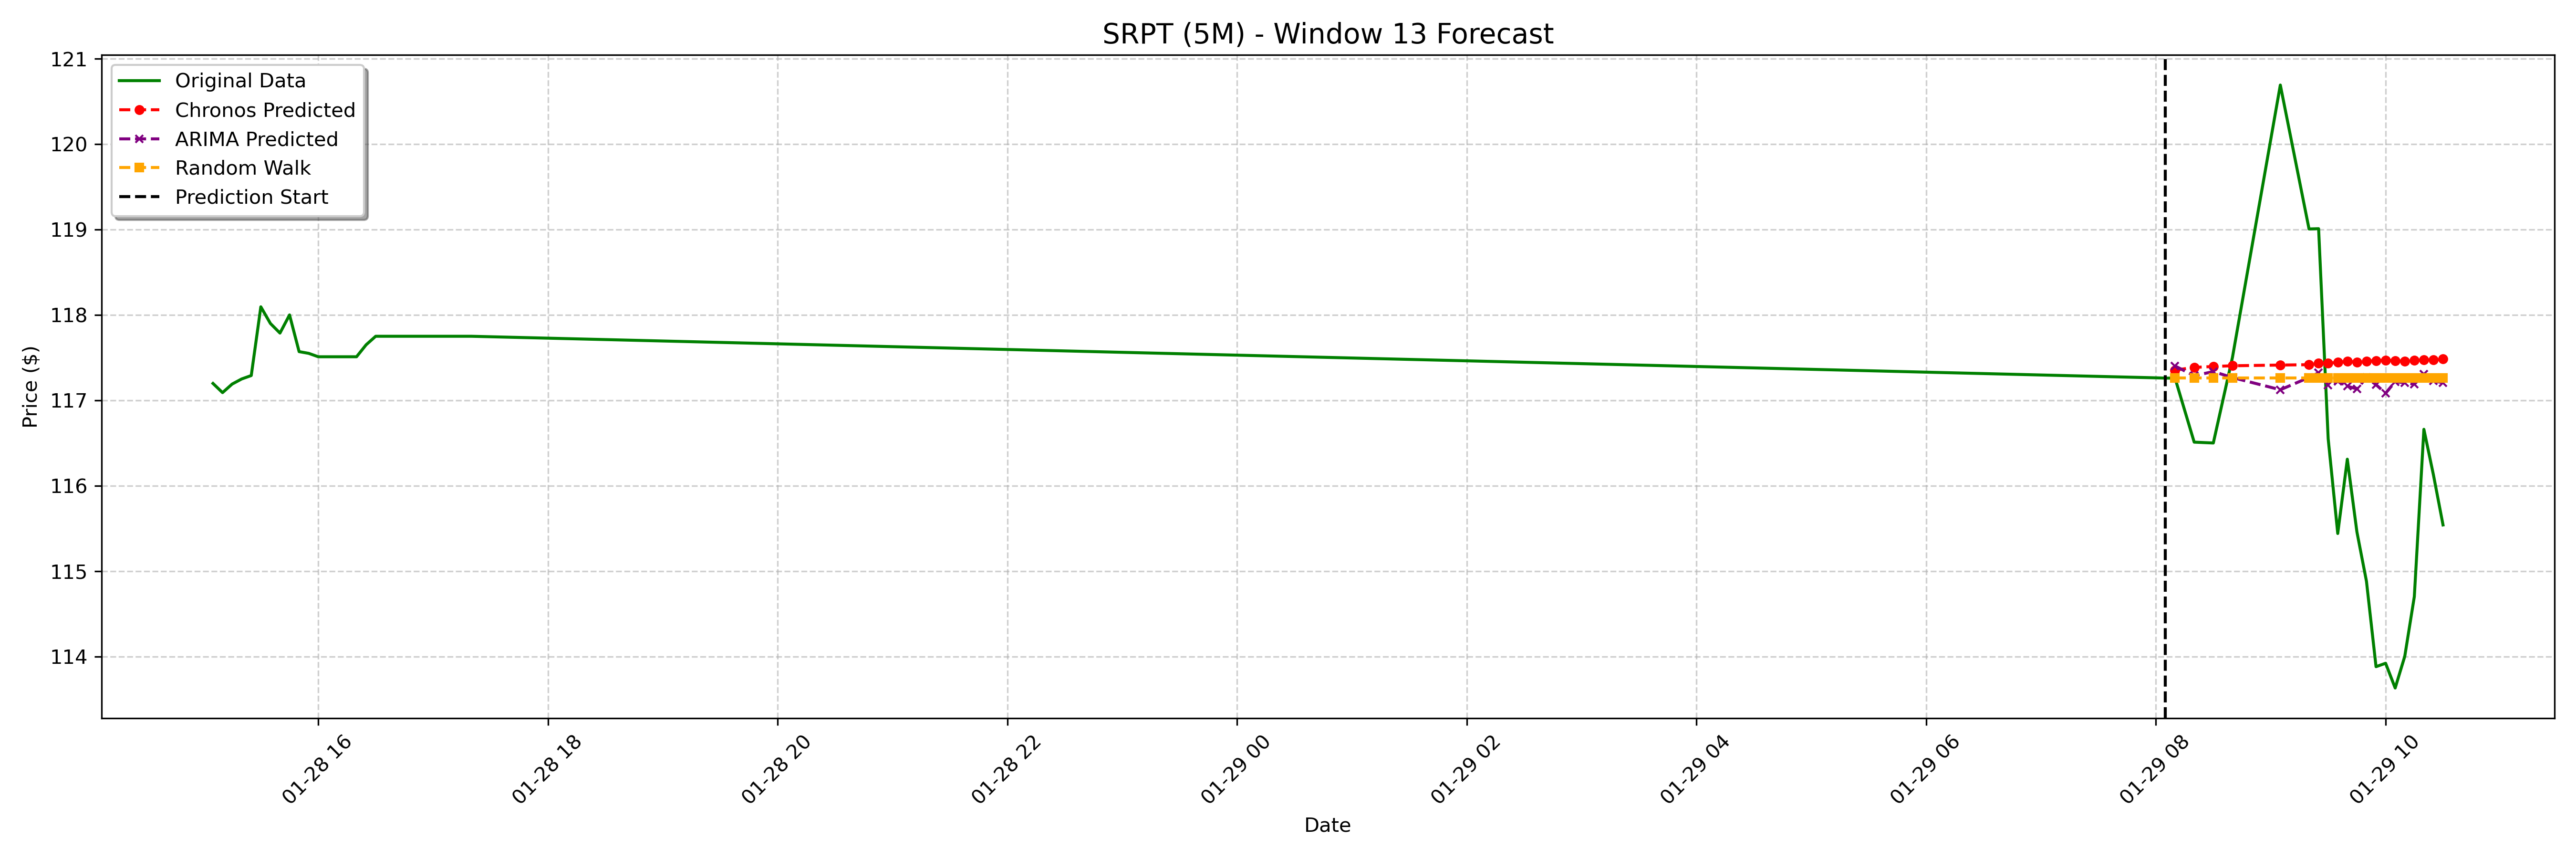 SRPT (5M) - Window 13 Forecast
121
120
119
118
117
116
115
114
Price ($)
Original Data
Chronos Predicted
ARIMA Predicted
Random Walk
Prediction Start
01-28 16
01-28 18
01-28 20
01-28 22
01-29 00
01-29 02
01-29 04
01-29 06
01-29 08
01-29 10
Date